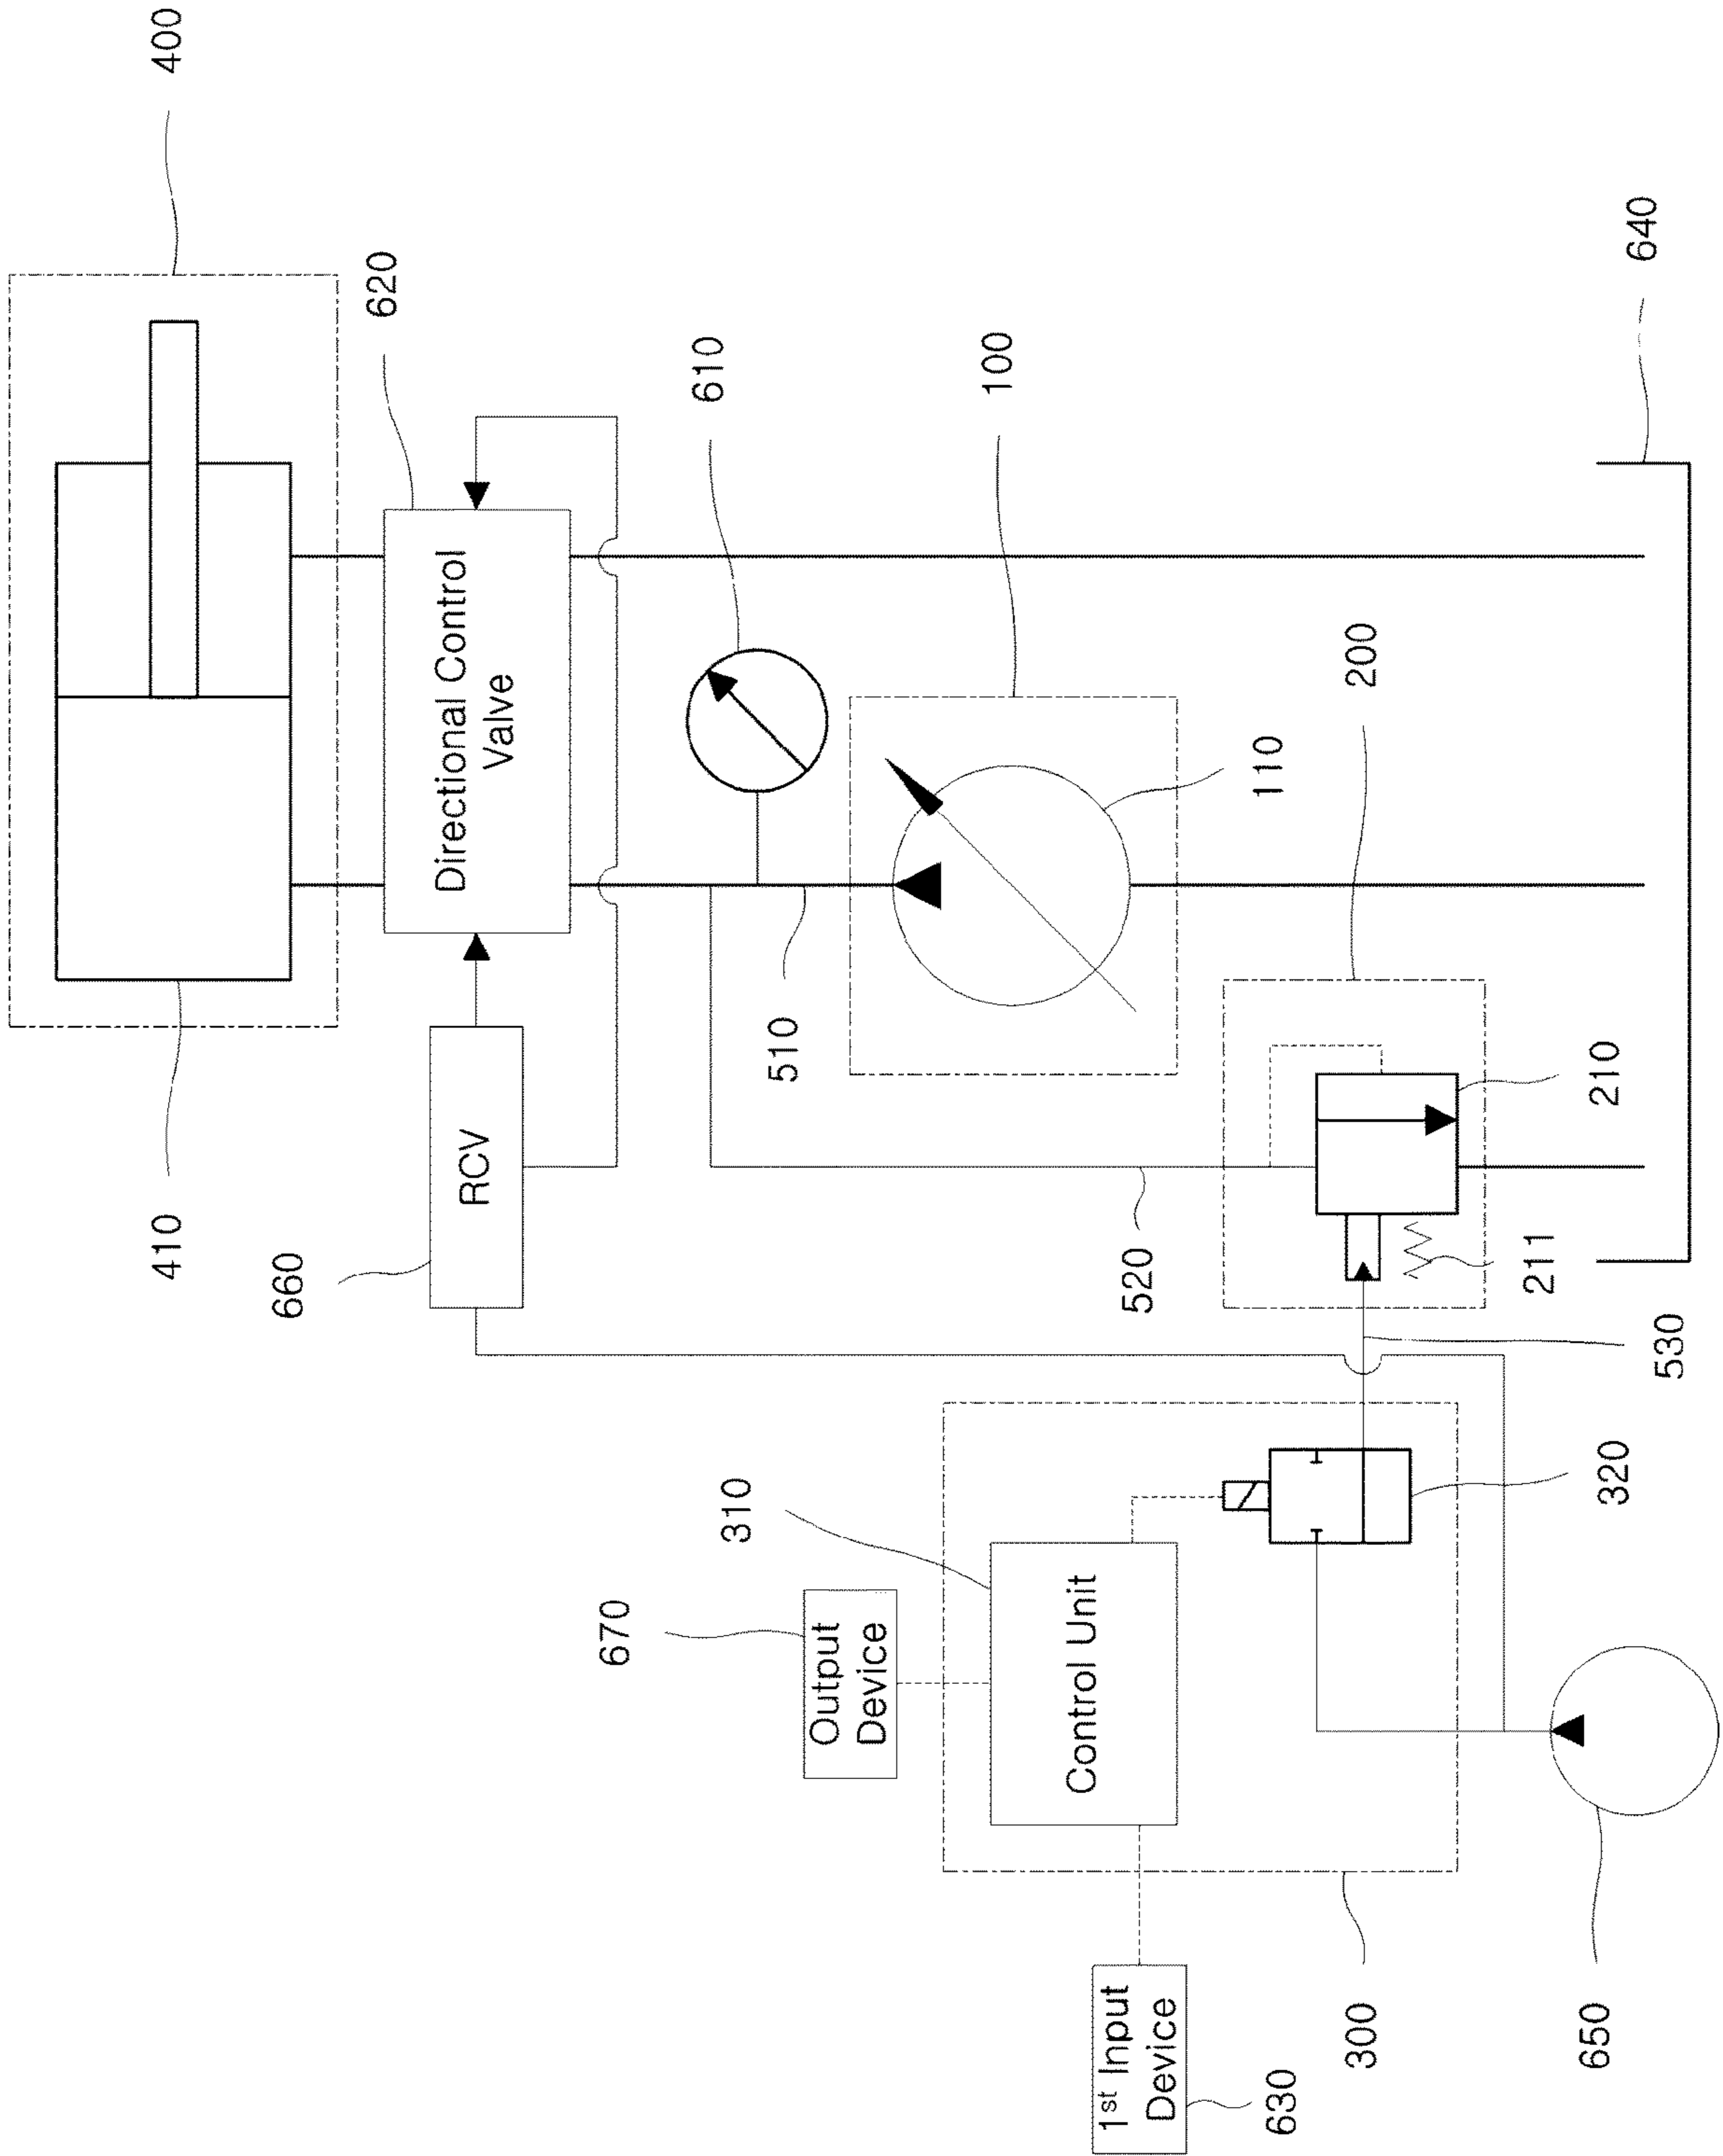 400
620
640
610
100
Directional Control
Valve
200
110
510
210
RCV
410
660
520
211
530
310
320
670
Output
Device
Control Unit
1st Input
Device
630
300
650